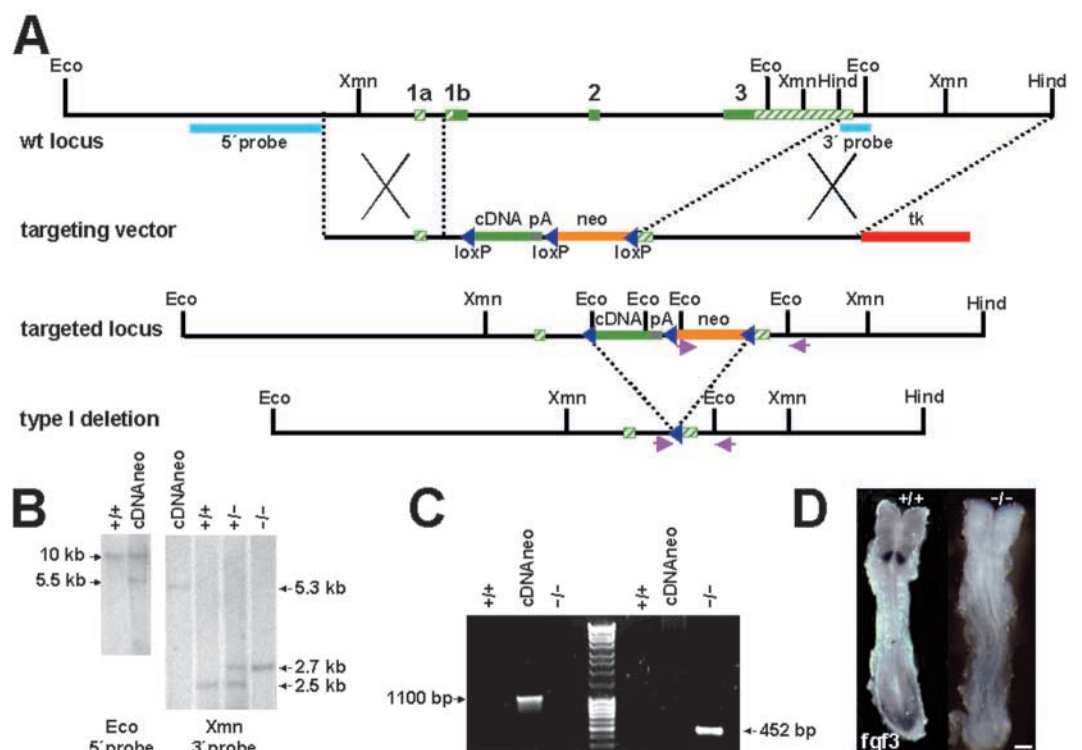 A
Eco Xmn 1a 1b 2 3 Eco Xmn Hind Eco Xmn Hind
wt locus 5´probe 3´ probe
targeting vector cDNA pA neo tk
loxP loxP loxP
Eco Xmn Eco Eco Eco Eco Xmn Hind
targeted locus cDNA pA neo
Eco Xmn Eco Xmn Hind
type I deletion
B
+/+ cDNAneo cDNAneo +/+ +/- -/-
10 kb
5.5 kb
5.3 kb
2.7 kb
2.5 kb
Eco Xmn
5´probe 3´probe
C
+/+ cDNAneo -/- +/+ cDNAneo -/-
1100 bp
452 bp
D
+/+ -/-
fgf3